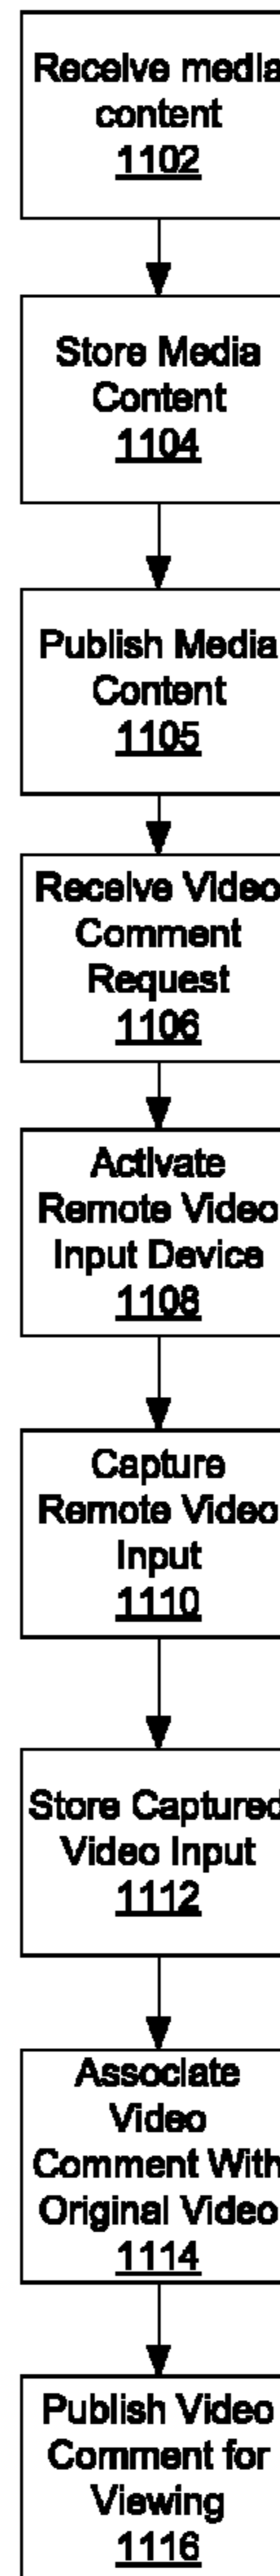 Receive media
content
1102
Store Media
Content
1104
Publish Media
Content
1105
Receive Video
Comment
Request
1106
Activate
Remote Video
Input Device
1108
Capture
Remote Video
Input
1110
Store Captured
Video Input
1112
Associate
Video
Comment With
Original Video
1114
Publish Video
Comment for
Viewing
1116